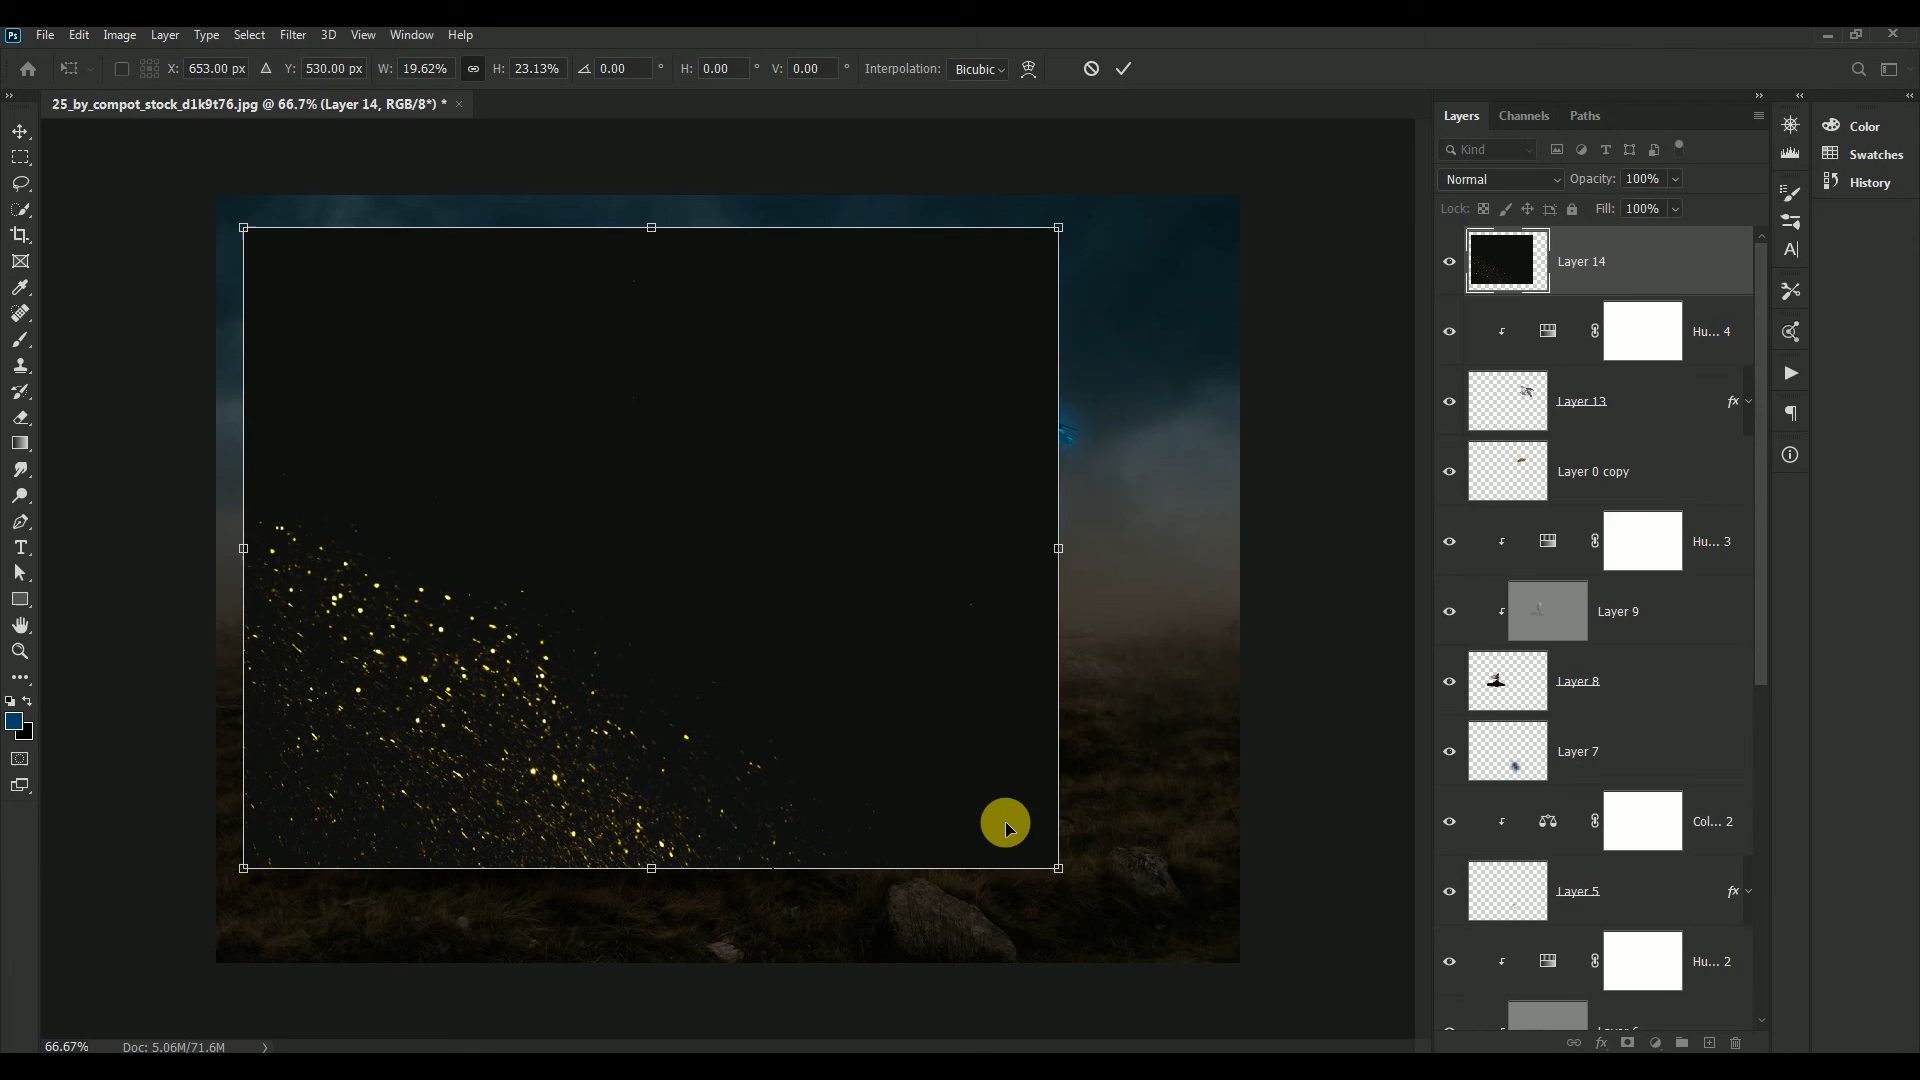 Ps File Edit Image Layer Type Select Filter 3D View Window Help
X: 653.00 px Y: 530.00 px W: 19.62% H: 23.13% 0.00 ° H: 0.00 ° V: 0.00 ° Interpolation: Bicubic
25_by_compot_stock_d1k9t76.jpg @ 66.7% (Layer 14, RGB/8*) *
Layers Channels Paths
Kind
Normal Opacity: 100%
Lock: Fill: 100%
Layer 14
Hu... 4
Layer 13 fx
Layer 0 copy
Hu... 3
Layer 9
Layer 8
Layer 7
Col... 2
Layer 5 fx
Hu... 2
Color
Swatches
History
66.67% Doc: 5.06M/71.6M
fx